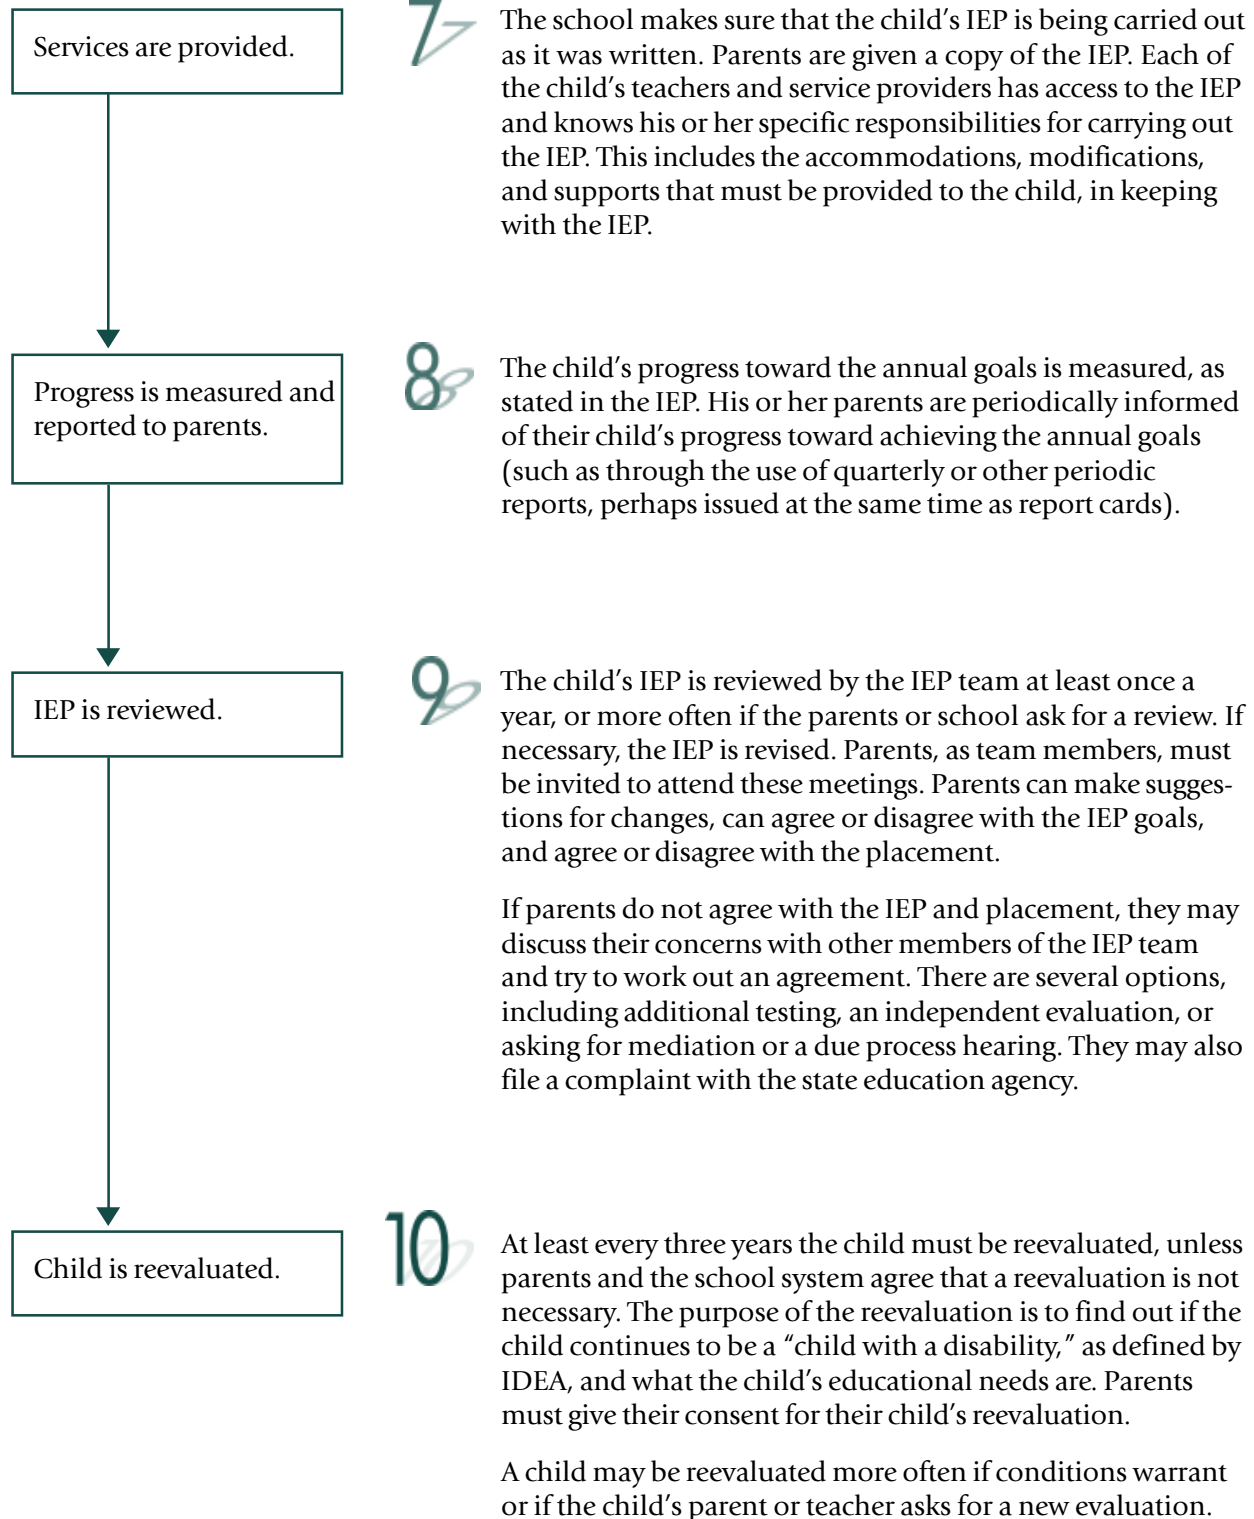 Services are provided.
7
The school makes sure that the child’s IEP is being carried out
as it was written. Parents are given a copy of the IEP. Each of
the child’s teachers and service providers has access to the IEP
and knows his or her specific responsibilities for carrying out
the IEP. This includes the accommodations, modifications,
and supports that must be provided to the child, in keeping
with the IEP.
Progress is measured and
reported to parents.
8
The child’s progress toward the annual goals is measured, as
stated in the IEP. His or her parents are periodically informed
of their child’s progress toward achieving the annual goals
(such as through the use of quarterly or other periodic
reports, perhaps issued at the same time as report cards).
IEP is reviewed.
9
The child’s IEP is reviewed by the IEP team at least once a
year, or more often if the parents or school ask for a review. If
necessary, the IEP is revised. Parents, as team members, must
be invited to attend these meetings. Parents can make sugges-
tions for changes, can agree or disagree with the IEP goals,
and agree or disagree with the placement.
If parents do not agree with the IEP and placement, they may
discuss their concerns with other members of the IEP team
and try to work out an agreement. There are several options,
including additional testing, an independent evaluation, or
asking for mediation or a due process hearing. They may also
file a complaint with the state education agency.
Child is reevaluated.
10
At least every three years the child must be reevaluated, unless
parents and the school system agree that a reevaluation is not
necessary. The purpose of the reevaluation is to find out if the
child continues to be a “child with a disability,” as defined by
IDEA, and what the child’s educational needs are. Parents
must give their consent for their child’s reevaluation.
A child may be reevaluated more often if conditions warrant
or if the child’s parent or teacher asks for a new evaluation.